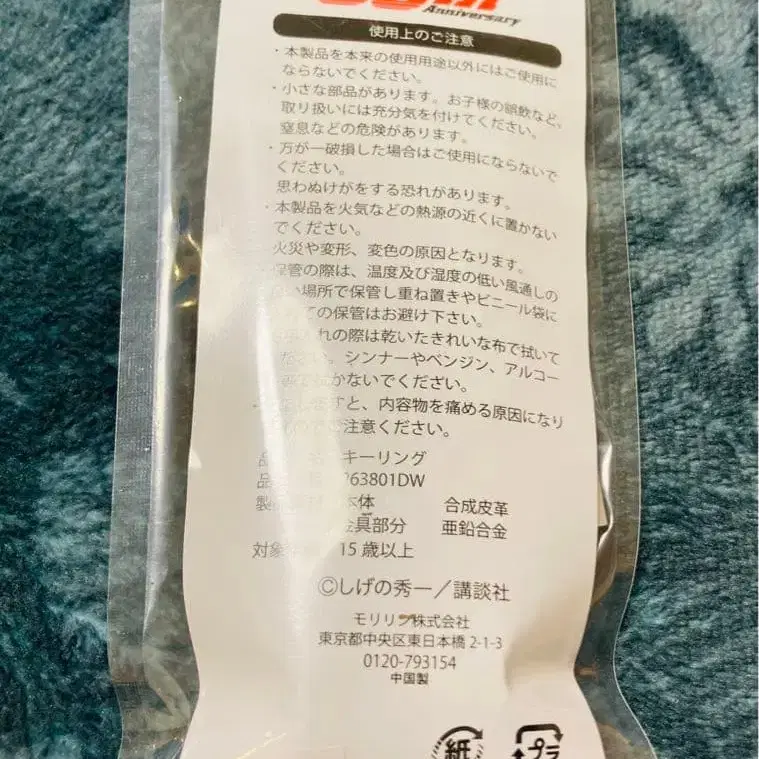 Anniversary
使用上のご注意
・本製品を本来の使用用途以外にはご使用に
ならないでください。
・小さな部品があります。お子様の誤飲など、
取り扱いには充分気を付けてください。
窒息などの危険があります。
・万が一破損した場合はご使用にならないで
ください。
思わぬけがをする恐れがあります。
・本製品を火気などの熱源の近くに置かない
でください。
火災や変形、変色の原因となります。
保管の際は、温度及び湿度の低い風通しの
場所で保管し重ね置きやビニール袋に
ての保管はお避け下さい。
れの際は乾いたきれいな布で拭いて
ださい。シンナーやベンジン、アルコー
かないでください。
すと、内容物を痛める原因になり
ご注意ください。
品 キーリング
品 63801DW
製 本体 合成皮革
金具部分 亜鉛合金
対象 15歳以上
©しげの秀一／講談社
モリリン株式会社
東京都中央区東日本橋 2-1-3
0120-793154
中国製
紙
プラ